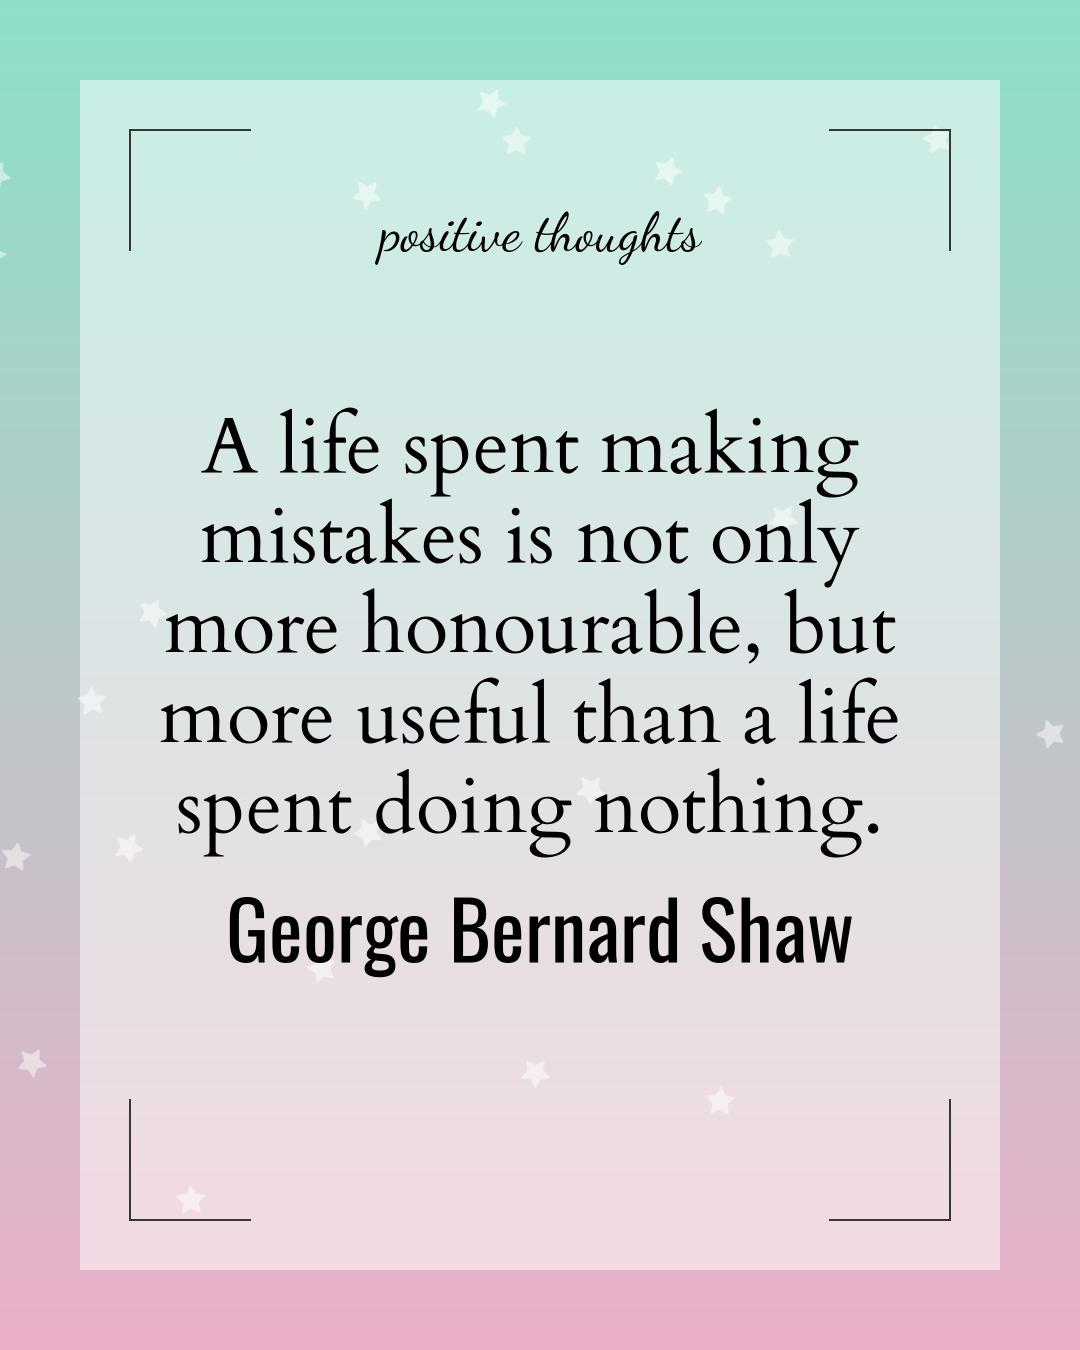 positive thoughts
A life spent making
mistakes is not only
more honourable, but
more useful than a life
spent doing nothing.
George Bernard Shaw